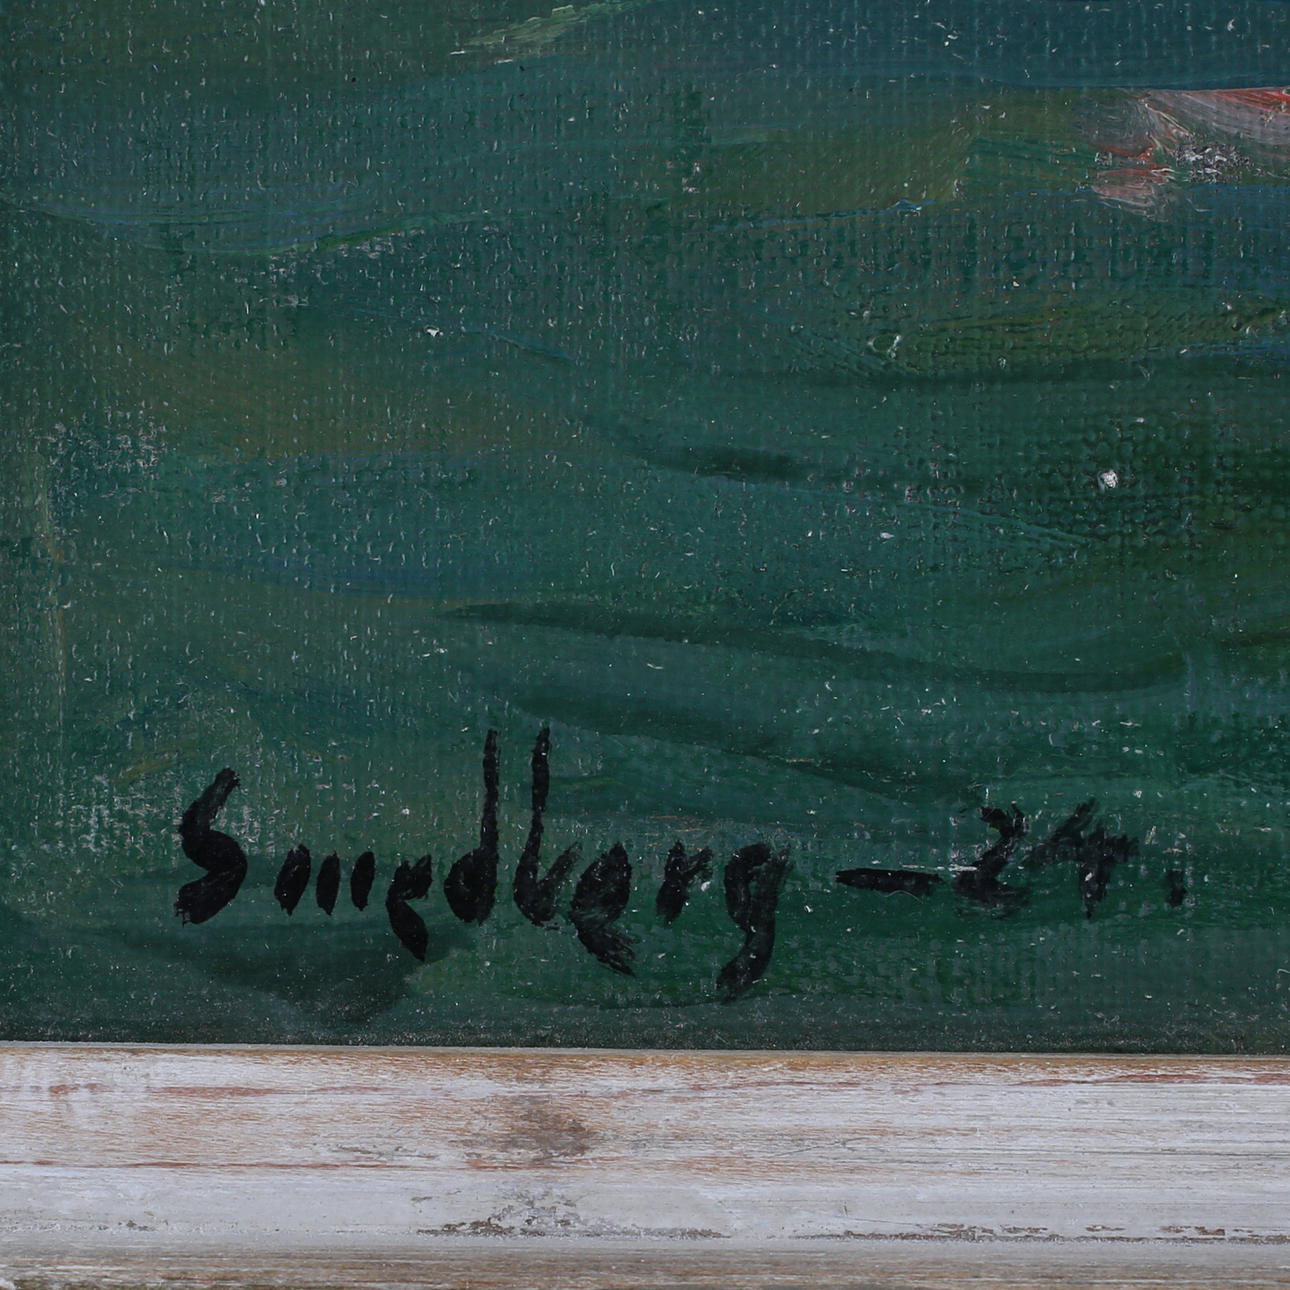 Smedberg – 24.